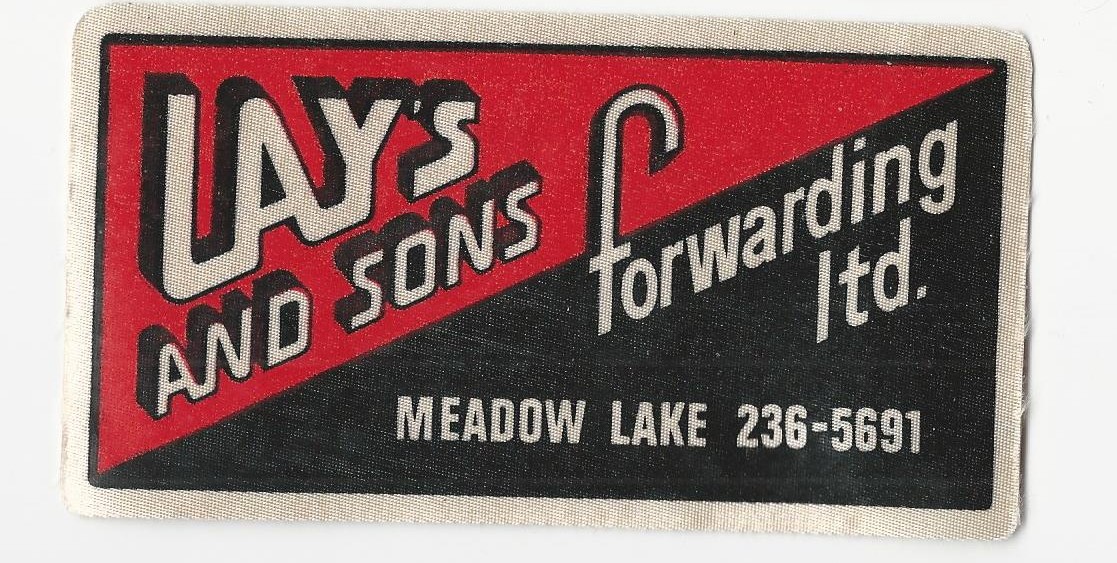 LAY'S
AND SONS
forwarding
ltd.
MEADOW LAKE 236-5691